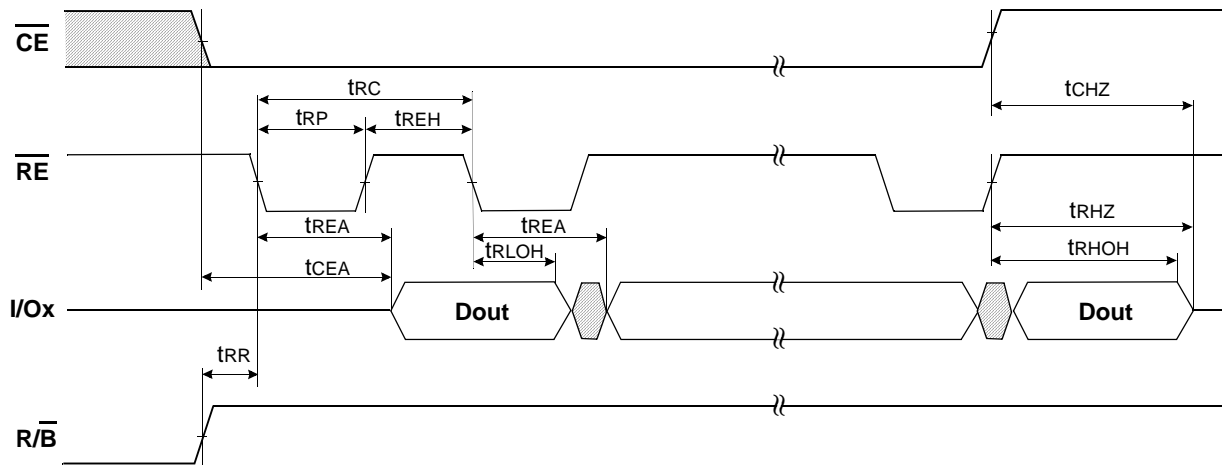 CE
tCHZ
tRC
tRP
tREH
RE
tREA
tREA
tRHZ
tRLOH
tRHOH
tCEA
I/Ox
Dout
Dout
tRR
R/B